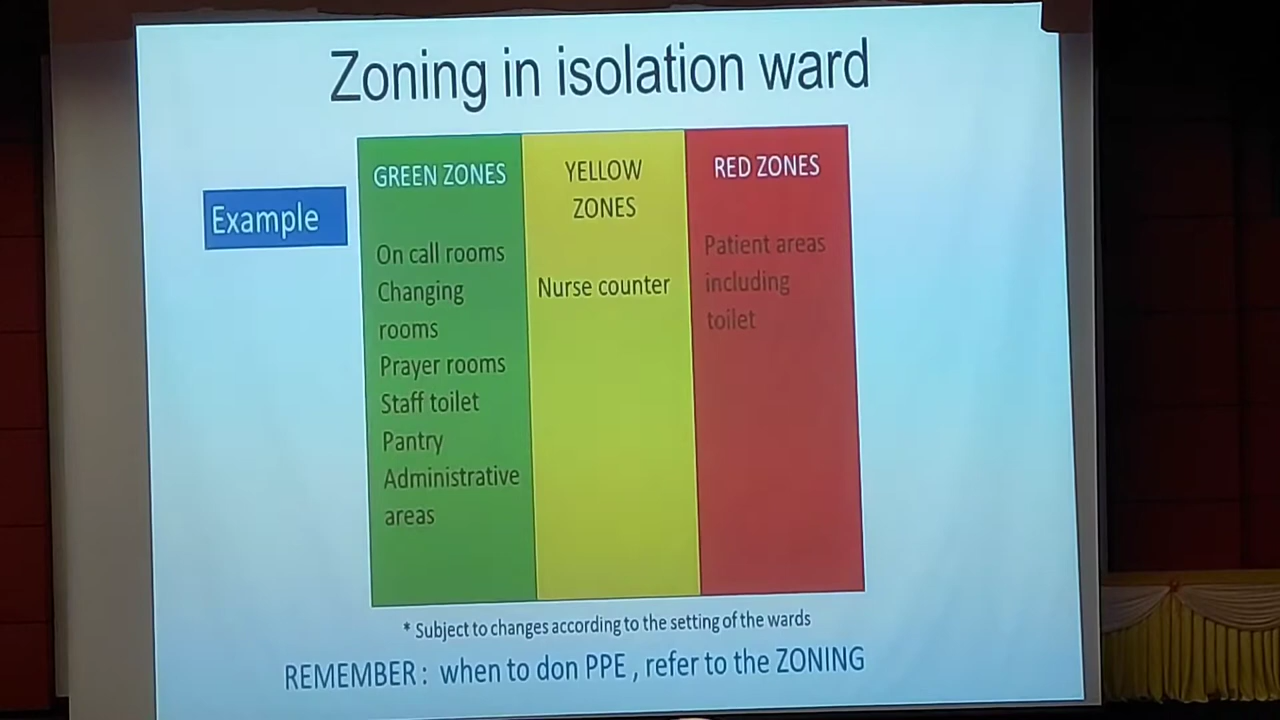 Zoning in isolation ward
Example
GREEN ZONES
On call rooms
Changing
rooms
Prayer rooms
Staff toilet
Pantry
Administrative
areas
YELLOW
ZONES
Nurse counter
RED ZONES
Patient areas
including
toilet
* Subject to changes according to the setting of the wards
REMEMBER : when to don PPE , refer to the ZONING